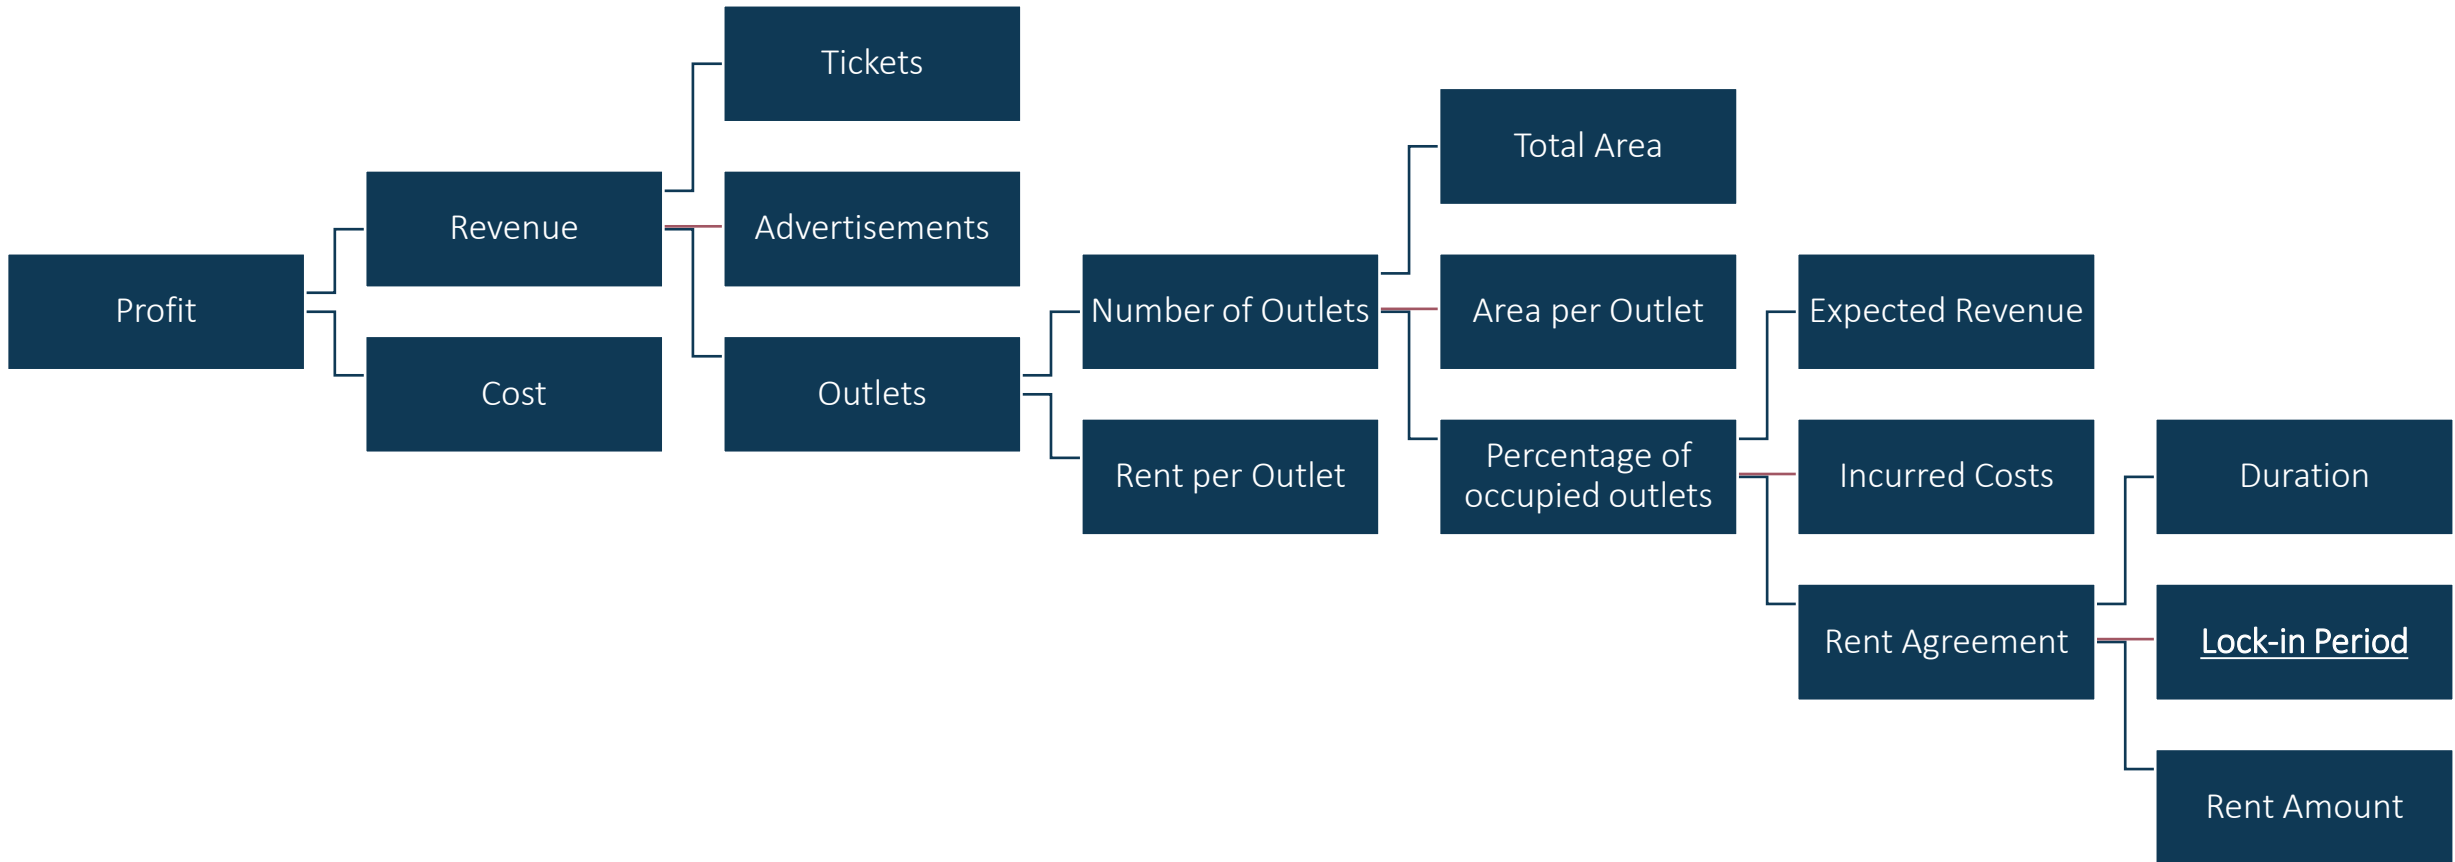 Tickets
Total Area
Revenue
Advertisements
Profit
Number of Outlets
Area per Outlet
Expected Revenue
Cost
Outlets
Rent per Outlet
Percentage of
occupied outlets
Incurred Costs
Duration
Rent Agreement
Lock-in Period
Rent Amount